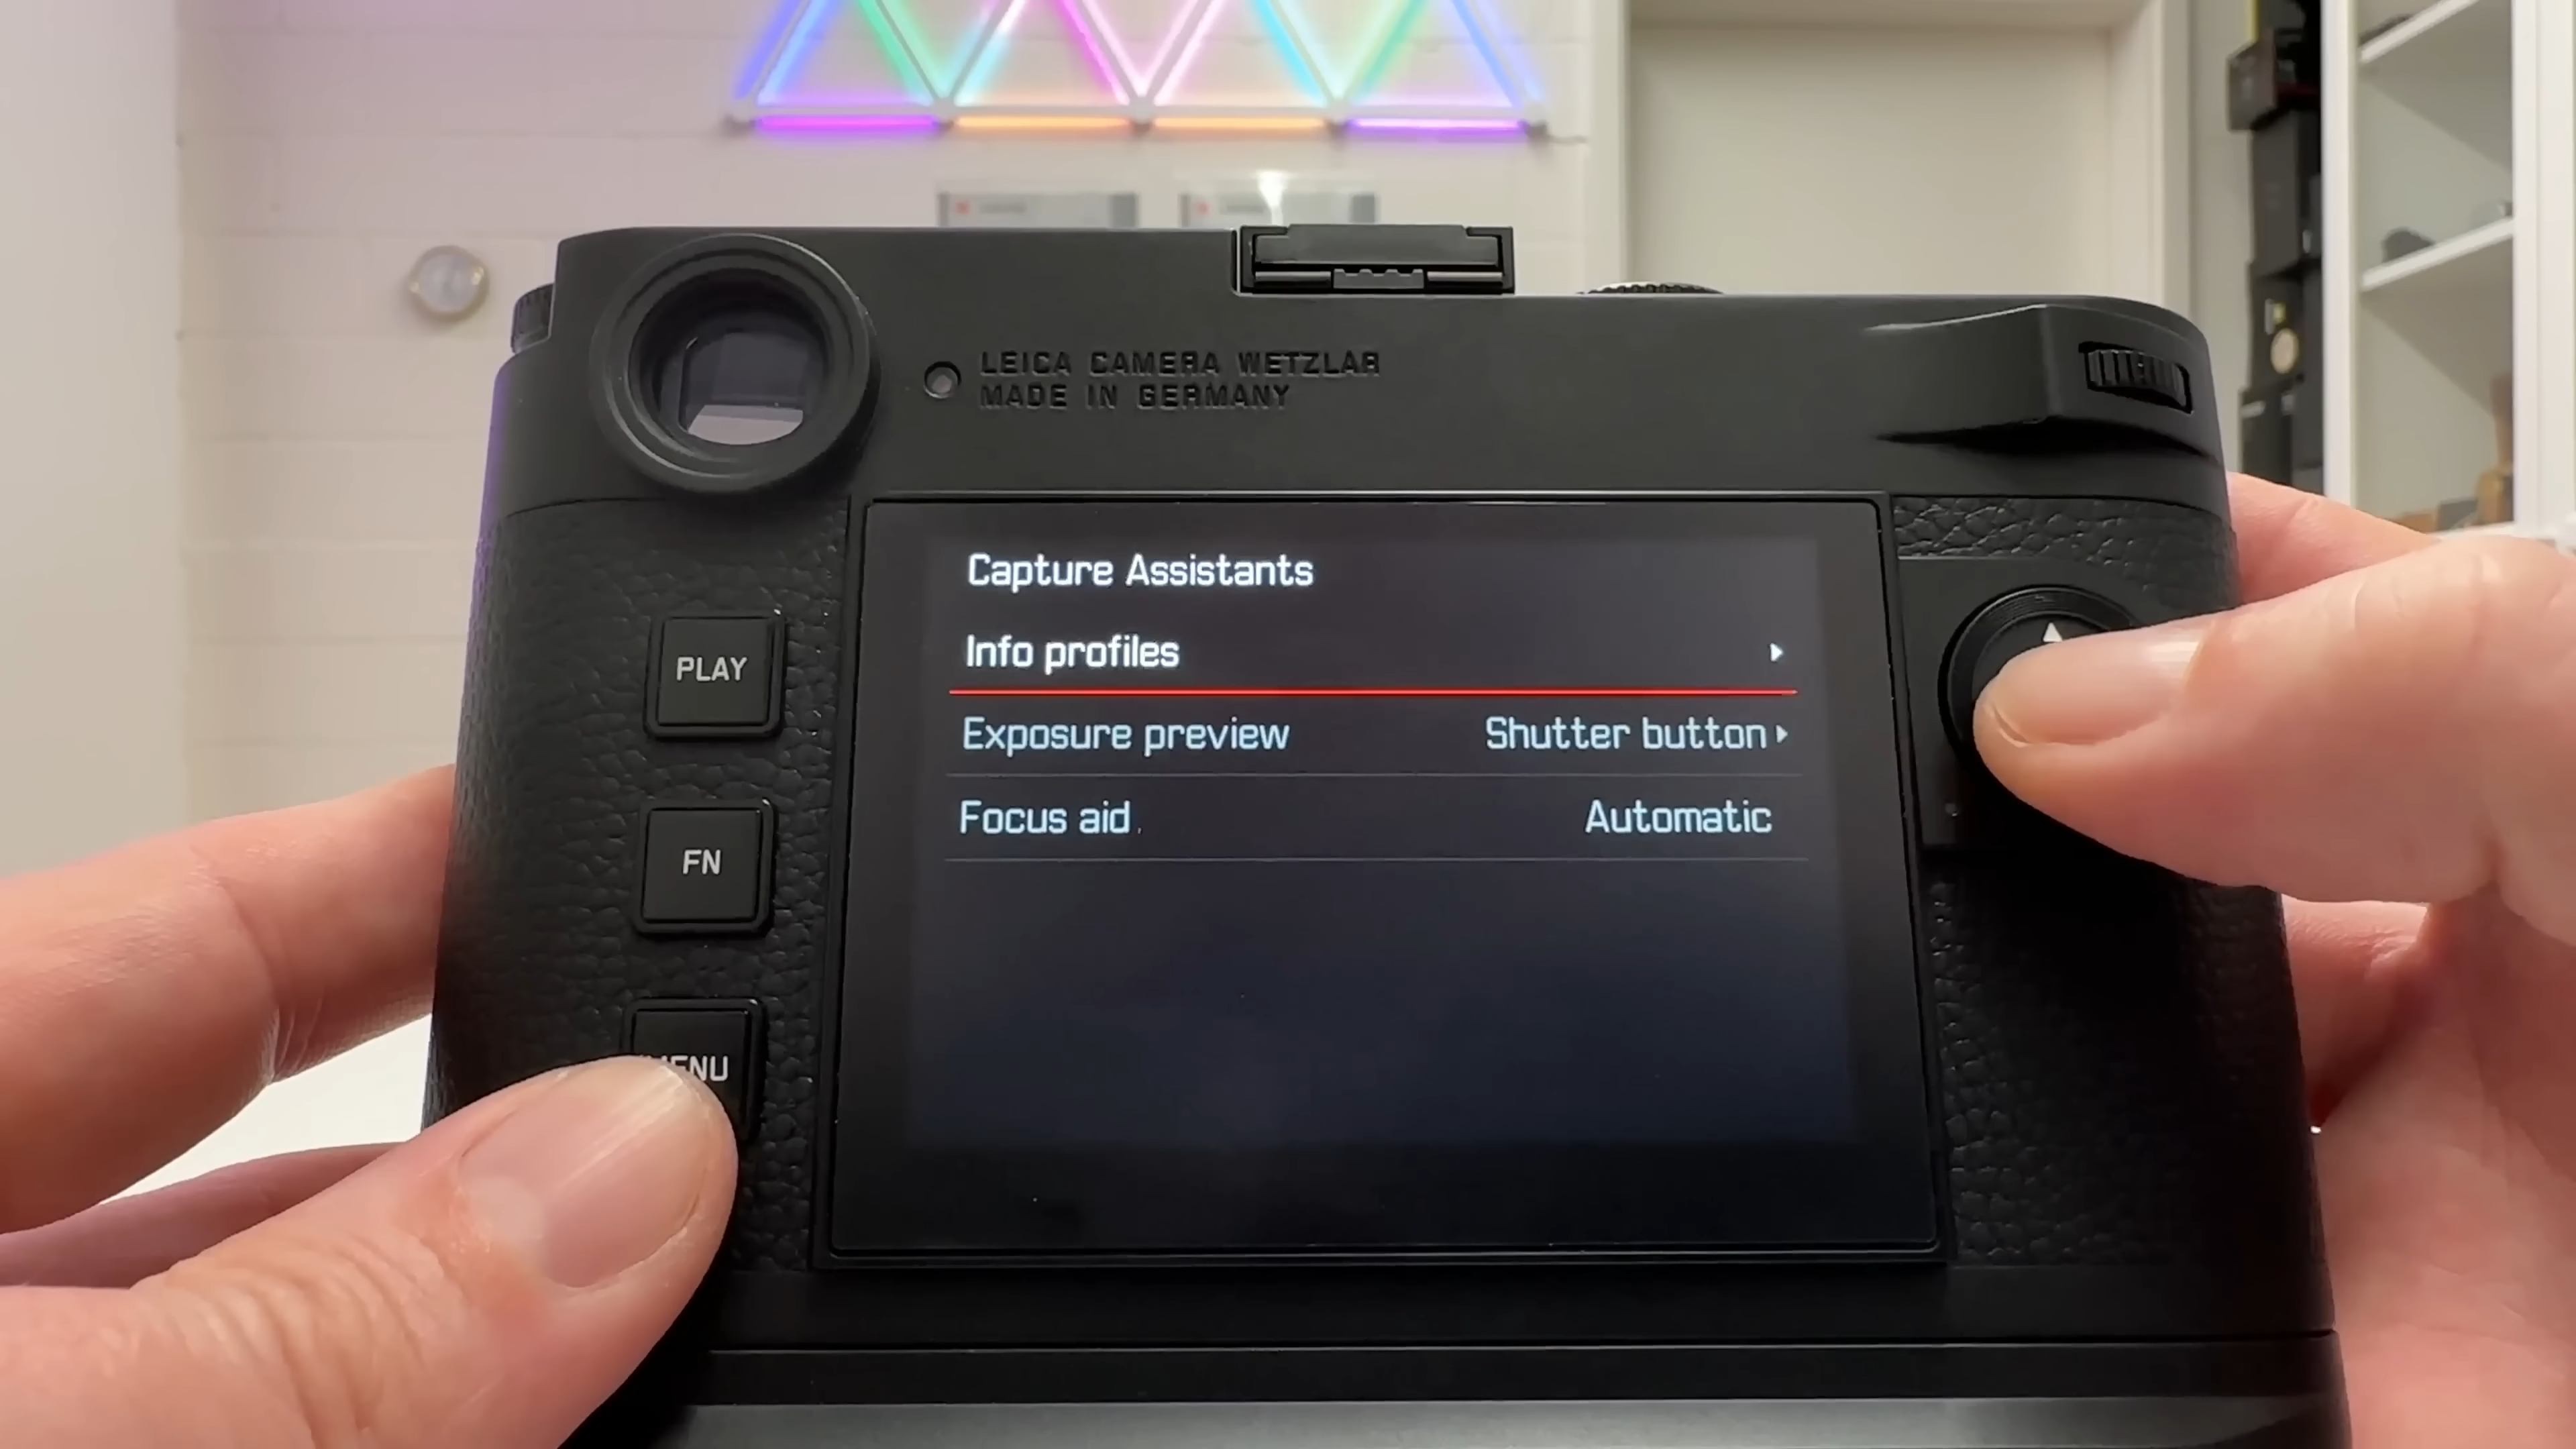 LEICA CAMERA WETZLAR
MADE IN GERMANY
Capture Assistants
Info profiles
Exposure preview Shutter button
Focus aid Automatic
PLAY
FN
MENU